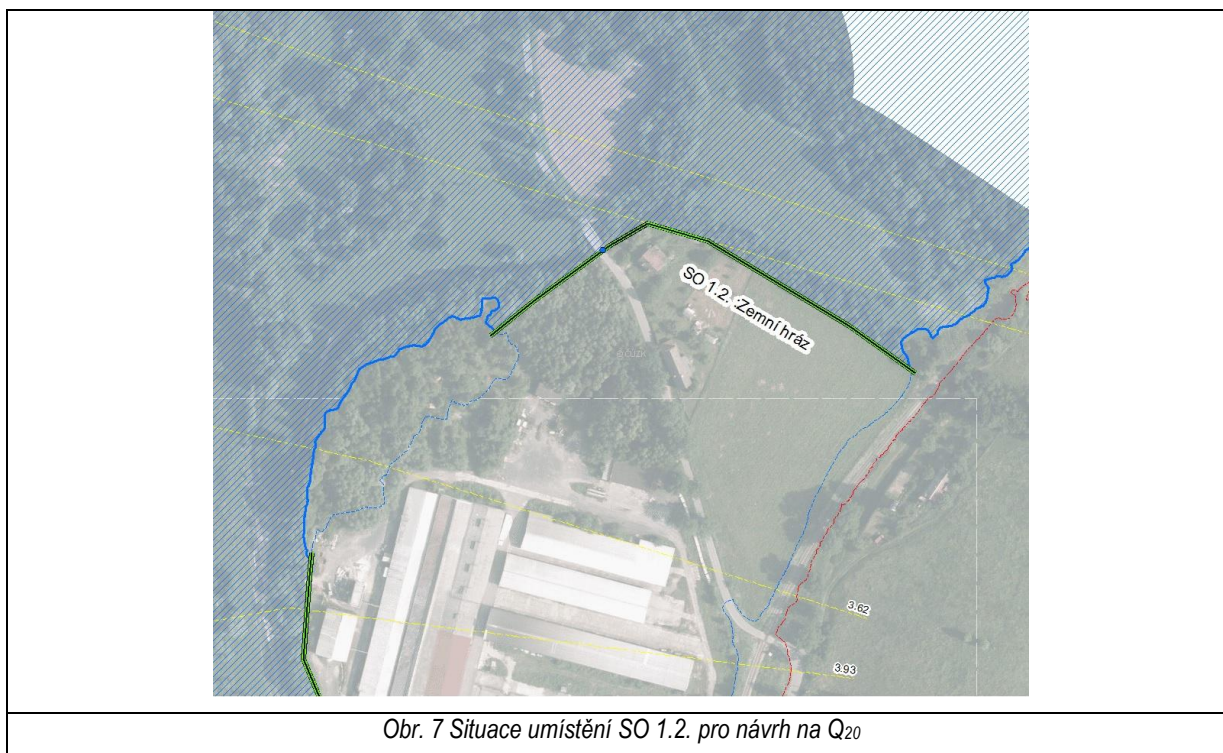 SO 1.2. :Zemní hráz
©ČÚZK
3.62
3.93
Obr. 7 Situace umístění SO 1.2. pro návrh na Q20